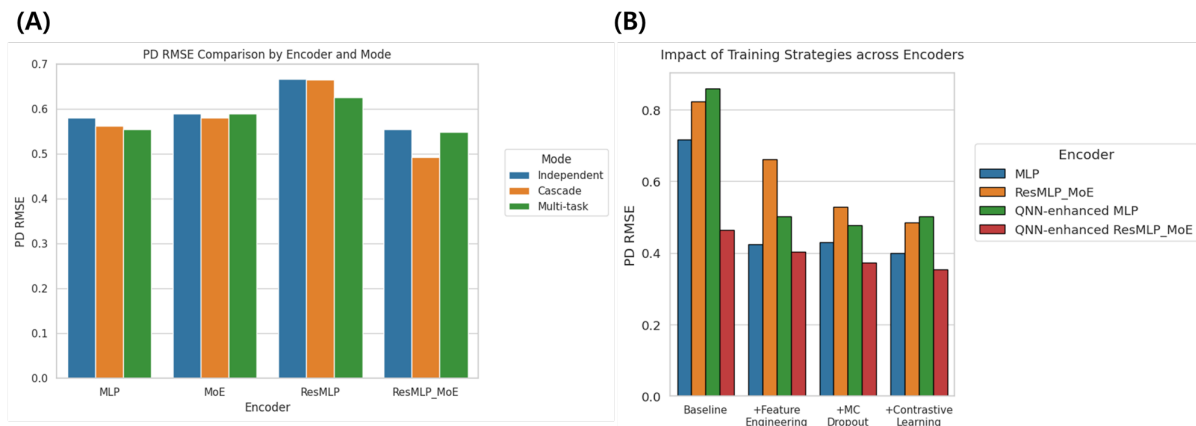 (A)
PD RMSE Comparison by Encoder and Mode
PD RMSE
0.7
0.6
0.5
0.4
0.3
0.2
0.1
0.0
MLP
MoE
ResMLP
ResMLP_MoE
Encoder
Mode
Independent
Cascade
Multi-task
(B)
Impact of Training Strategies across Encoders
PD RMSE
0.8
0.6
0.4
0.2
0.0
Baseline
+Feature
Engineering
+MC
Dropout
+Contrastive
Learning
Encoder
MLP
ResMLP_MoE
QNN-enhanced MLP
QNN-enhanced ResMLP_MoE